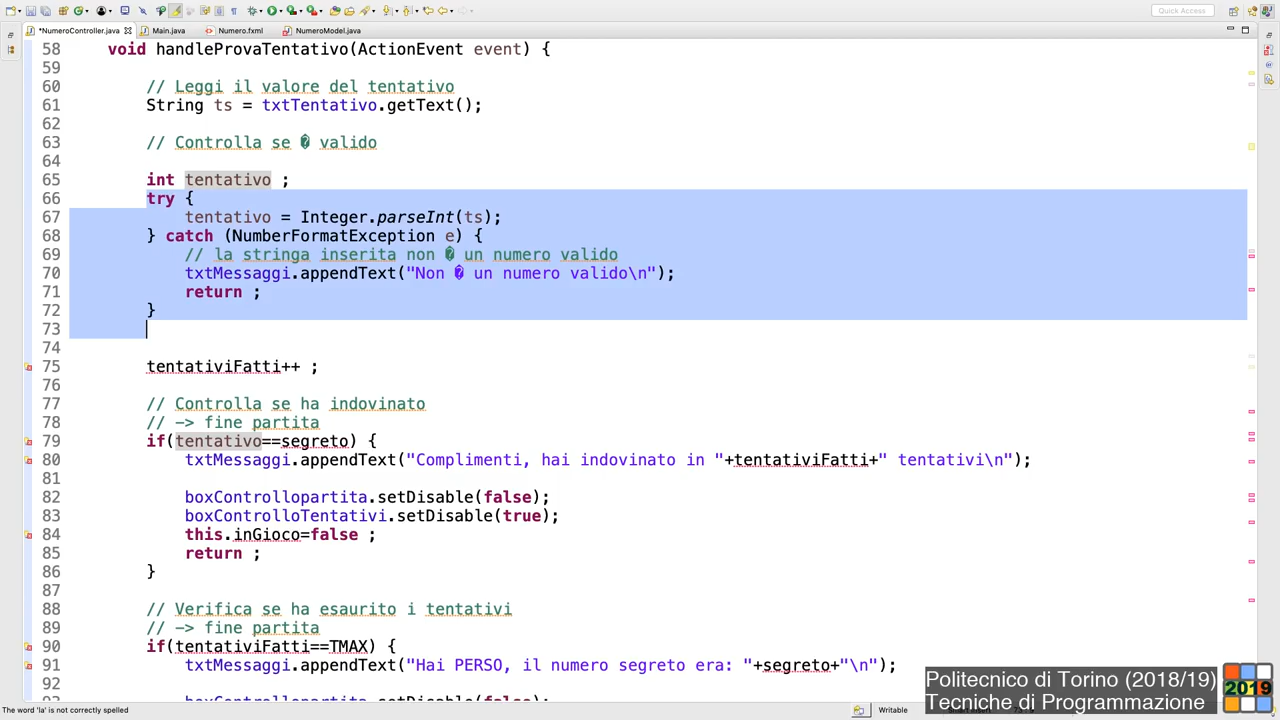 Quick Access
*NumeroController.java Main.java Numero.fxml NumeroModel.java
58 void handleProvaTentativo(ActionEvent event) {
59
60 // Leggi il valore del tentativo
61 String ts = txtTentativo.getText();
62
63 // Controlla se � valido
64
65 int tentativo ;
66 try {
67 tentativo = Integer.parseInt(ts);
68 } catch (NumberFormatException e) {
69 // la stringa inserita non � un numero valido
70 txtMessaggi.appendText("Non � un numero valido\n");
71 return ;
72 }
73
74
75 tentativiFatti++ ;
76
77 // Controlla se ha indovinato
78 // -> fine partita
79 if(tentativo==segreto) {
80 txtMessaggi.appendText("Complimenti, hai indovinato in "+tentativiFatti+" tentativi\n");
81
82 boxControllopartita.setDisable(false);
83 boxControlloTentativi.setDisable(true);
84 this.inGioco=false ;
85 return ;
86 }
87
88 // Verifica se ha esaurito i tentativi
89 // -> fine partita
90 if(tentativiFatti==TMAX) {
91 txtMessaggi.appendText("Hai PERSO, il numero segreto era: "+segreto+"\n");
92
93 boxControllopartita.setDisable(false);
Politecnico di Torino (2018/19)
Tecniche di Programmazione
2019
The word 'la' is not correctly spelled
Writable